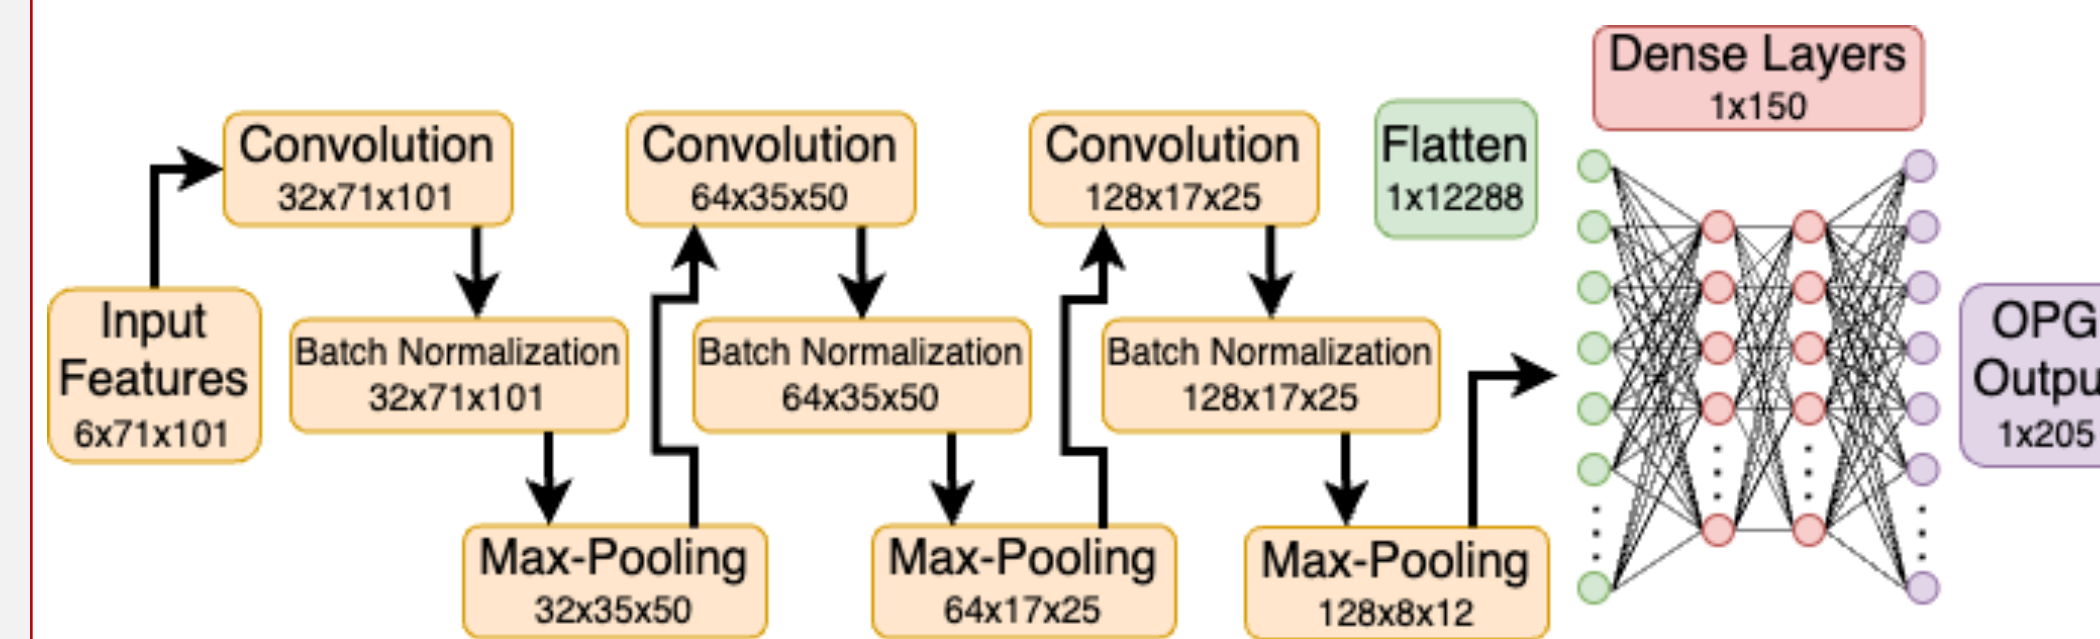 Input
Features
6x71x101
Convolution
32x71x101
Batch Normalization
32x71x101
Max-Pooling
32x35x50
Convolution
64x35x50
Batch Normalization
64x35x50
Max-Pooling
64x17x25
Convolution
128x17x25
Batch Normalization
128x17x25
Max-Pooling
128x8x12
Flatten
1x12288
Dense Layers
1x150
OPG
Outpu
1x205